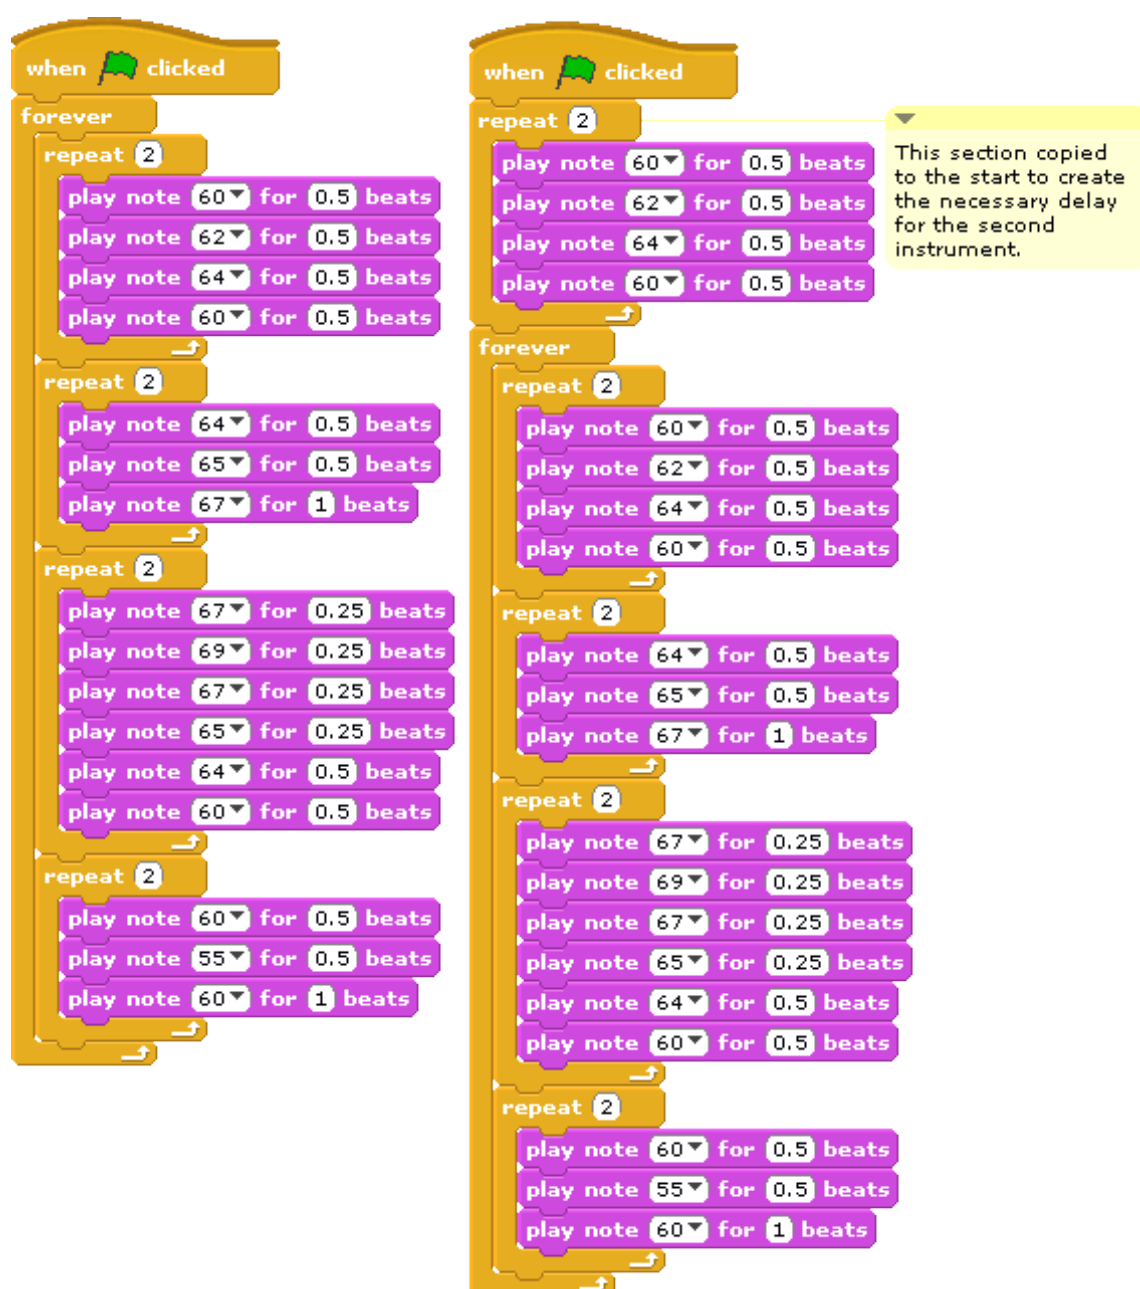 when clicked
forever
repeat 2
play note 60 for 0.5 beats
play note 62 for 0.5 beats
play note 64 for 0.5 beats
play note 60 for 0.5 beats
repeat 2
play note 64 for 0.5 beats
play note 65 for 0.5 beats
play note 67 for 1 beats
repeat 2
play note 67 for 0.25 beats
play note 69 for 0.25 beats
play note 67 for 0.25 beats
play note 65 for 0.25 beats
play note 64 for 0.5 beats
play note 60 for 0.5 beats
repeat 2
play note 60 for 0.5 beats
play note 55 for 0.5 beats
play note 60 for 1 beats
when clicked
repeat 2
play note 60 for 0.5 beats
play note 62 for 0.5 beats
play note 64 for 0.5 beats
play note 60 for 0.5 beats
forever
repeat 2
play note 60 for 0.5 beats
play note 62 for 0.5 beats
play note 64 for 0.5 beats
play note 60 for 0.5 beats
repeat 2
play note 64 for 0.5 beats
play note 65 for 0.5 beats
play note 67 for 1 beats
repeat 2
play note 67 for 0.25 beats
play note 69 for 0.25 beats
play note 67 for 0.25 beats
play note 65 for 0.25 beats
play note 64 for 0.5 beats
play note 60 for 0.5 beats
repeat 2
play note 60 for 0.5 beats
play note 55 for 0.5 beats
play note 60 for 1 beats
This section copied
to the start to create
the necessary delay
for the second
instrument.